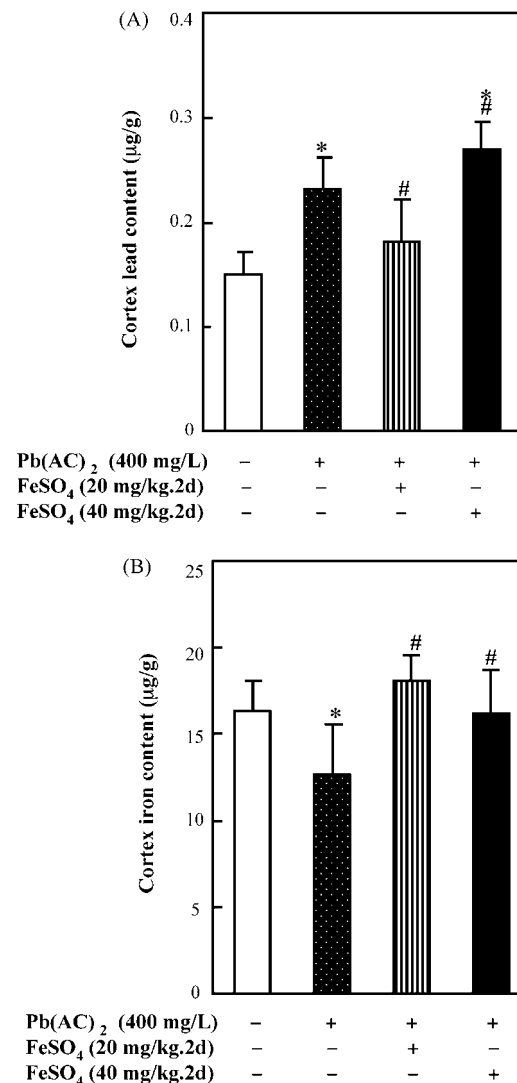 (A)
Cortex lead content (μg/g)
0.4
0.3
0.2
0.1
0
*
#
*
#
Pb(AC)2 (400 mg/L) – + + +
FeSO4 (20 mg/kg.2d) – – + –
FeSO4 (40 mg/kg.2d) – – – +
(B)
Cortex iron content (μg/g)
25
20
15
10
5
0
*
#
#
Pb(AC)2 (400 mg/L) – + + +
FeSO4 (20 mg/kg.2d) – – + –
FeSO4 (40 mg/kg.2d) – – – +